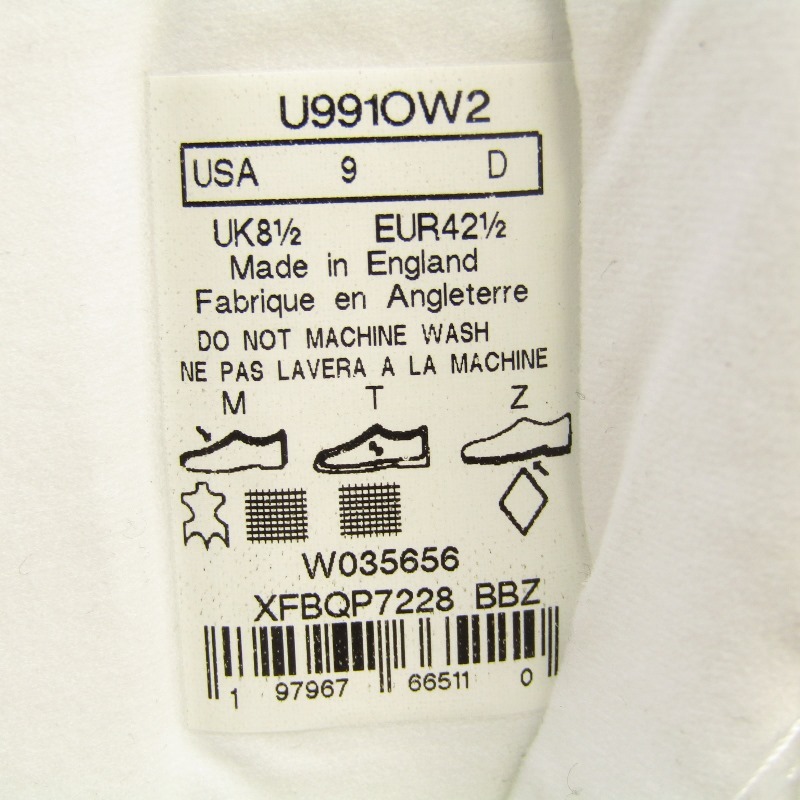 U991OW2
USA 9 D
UK8½ EUR42½
Made in England
Fabrique en Angleterre
DO NOT MACHINE WASH
NE PAS LAVERA A LA MACHINE
M T Z
W035656
XFBQP7228 BBZ
1 97967 66511 0